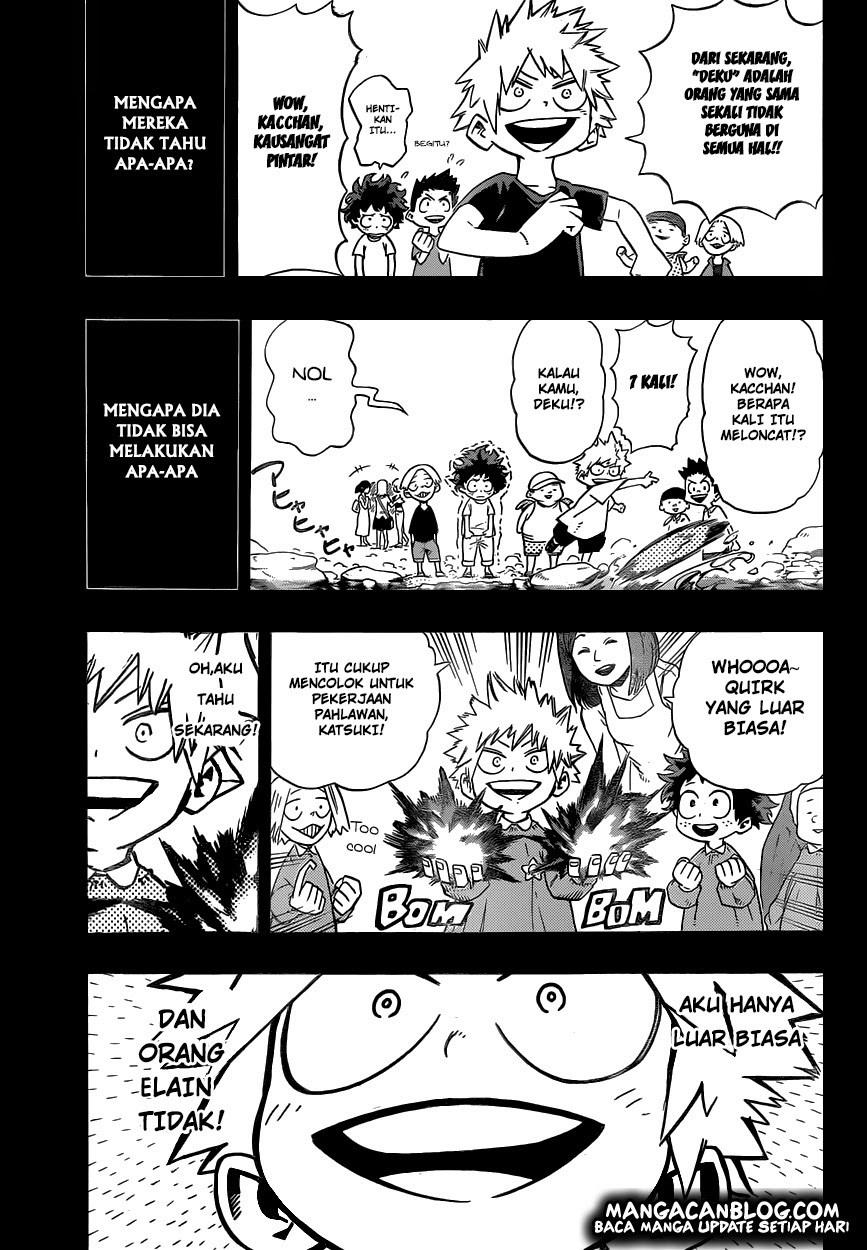 DARI SEKARANG,
"DEKU" ADALAH
ORANG YANG SAMA
SEKALI TIDAK
BERGUNA DI
SEMUA HAL!!
HENTI-
KAN
ITU...
BEGITU?
WOW,
KACCHAN,
KAUSANGAT
PINTAR!
MENGAPA
MEREKA
TIDAK TAHU
APA-APA?
WOW,
KACCHAN!
BERAPA
KALI ITU
MELONCAT!?
7 KALI!
KALAU
KAMU,
DEKU!?
NOL
...
アヒャヒャヒャ
MENGAPA DIA
TIDAK BISA
MELAKUKAN
APA-APA
WHOOOA~
QUIRK
YANG LUAR
BIASA!
ITU CUKUP
MENCOLOK UNTUK
PEKERJAAN
PAHLAWAN,
KATSUKI!
TOO
COOL
BOM
BOM
OH,AKU
TAHU
SEKARANG!
AKU HANYA
LUAR BIASA
DAN
ORANG
ELAIN
TIDAK!
MANGACANBLOG.COM
BACA MANGA UPDATE SETIAP HARI